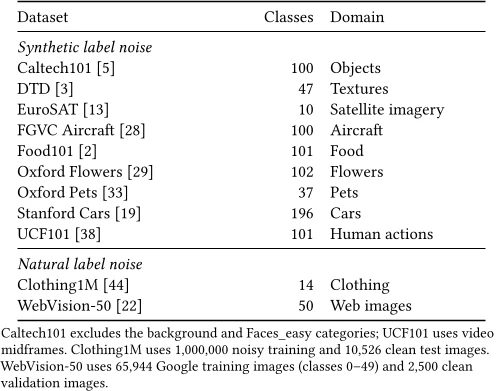 Dataset Classes Domain
Synthetic label noise
Caltech101 [5] 100 Objects
DTD [3] 47 Textures
EuroSAT [13] 10 Satellite imagery
FGVC Aircraft [28] 100 Aircraft
Food101 [2] 101 Food
Oxford Flowers [29] 102 Flowers
Oxford Pets [33] 37 Pets
Stanford Cars [19] 196 Cars
UCF101 [38] 101 Human actions
Natural label noise
Clothing1M [44] 14 Clothing
WebVision-50 [22] 50 Web images
Caltech101 excludes the background and Faces_easy categories; UCF101 uses video
midframes. Clothing1M uses 1,000,000 noisy training and 10,526 clean test images.
WebVision-50 uses 65,944 Google training images (classes 0–49) and 2,500 clean
validation images.